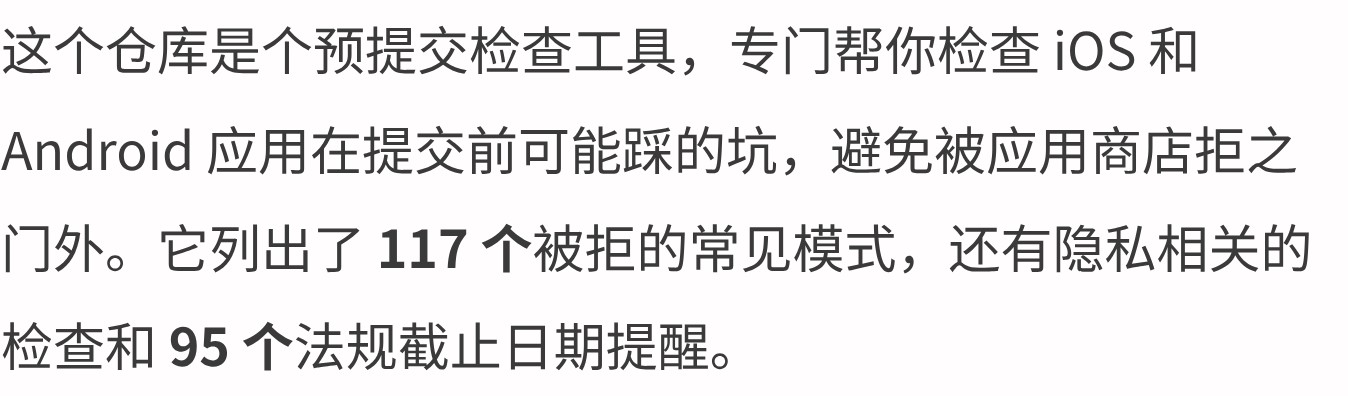 这个仓库是个预提交检查工具，专门帮你检查 iOS 和
Android 应用在提交前可能踩的坑，避免被应用商店拒之
门外。它列出了 117 个被拒的常见模式，还有隐私相关的
检查和 95 个法规截止日期提醒。